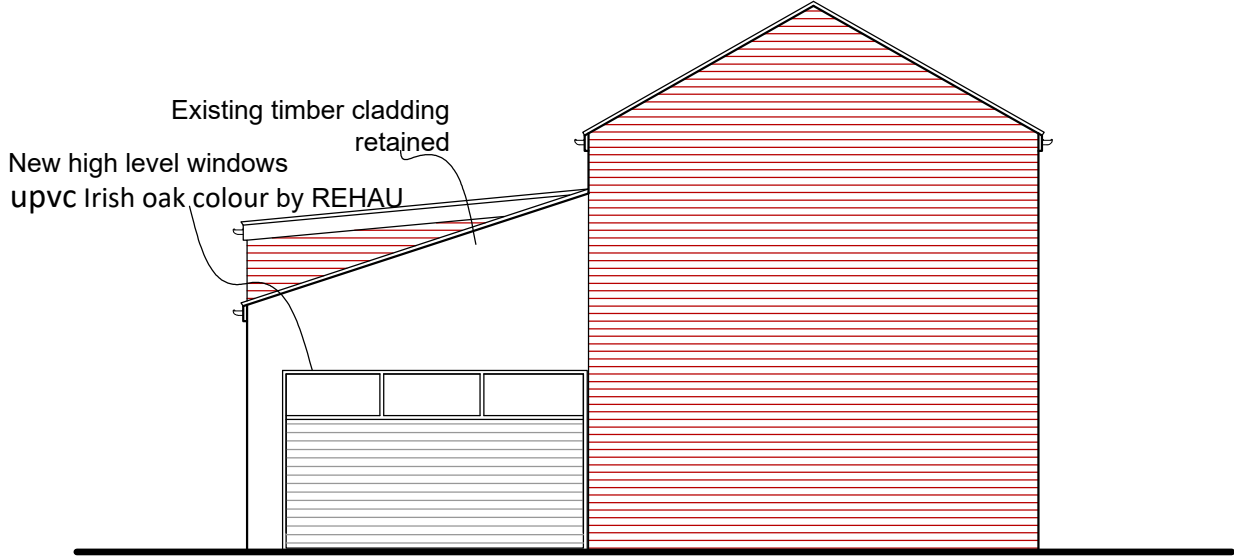 Existing timber cladding
retained
New high level windows
upvc Irish oak colour by REHAU